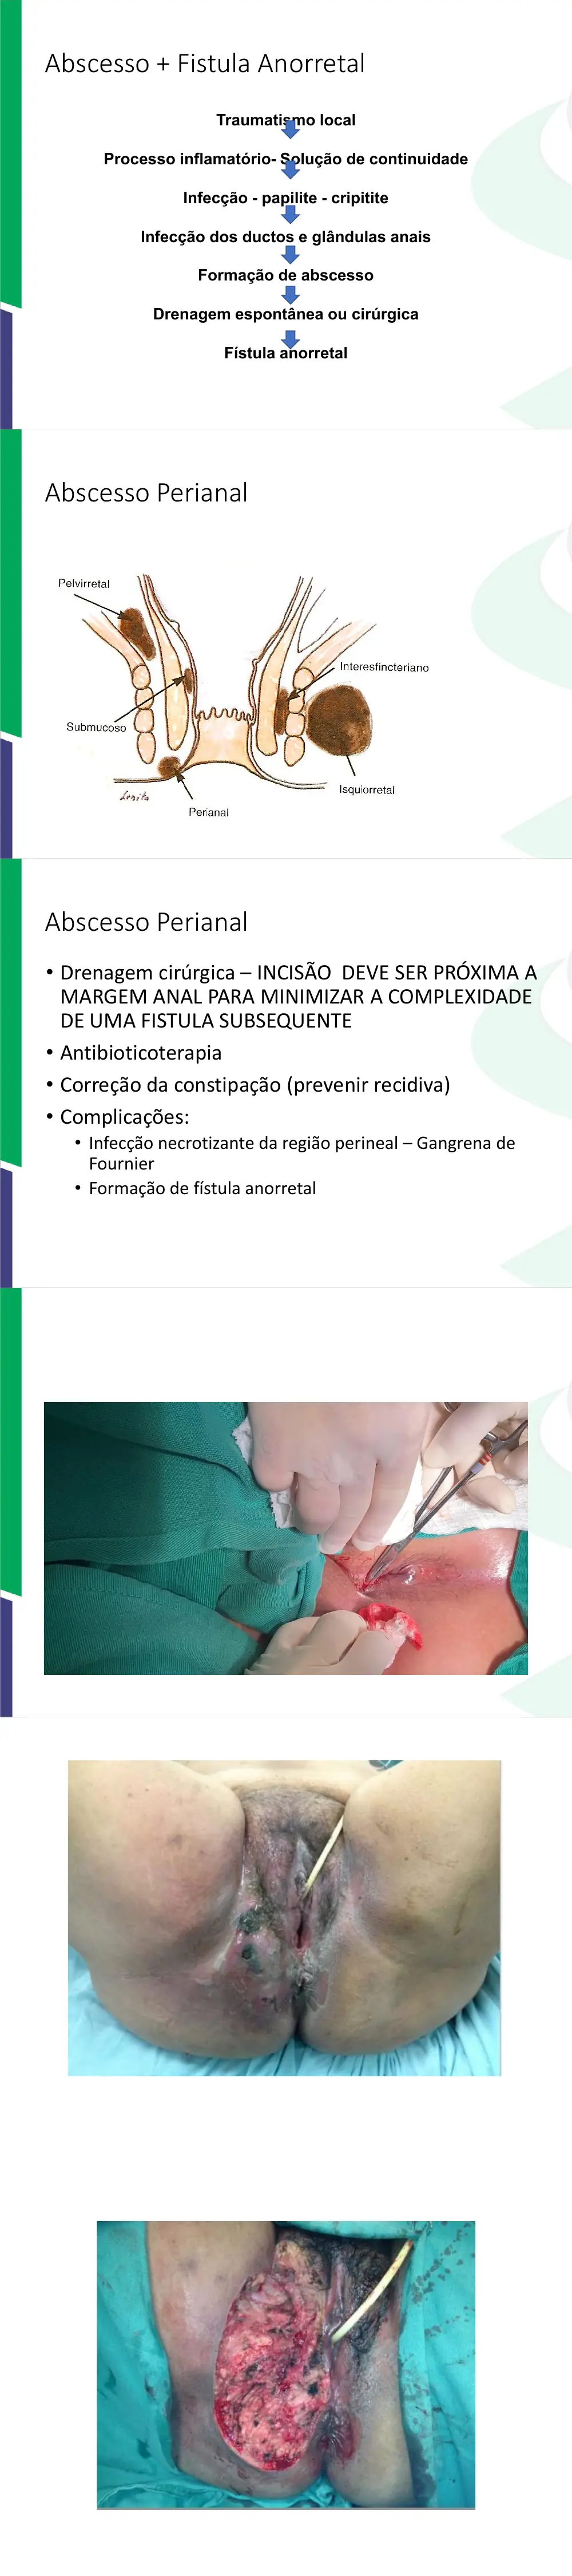 Abscesso + Fistula Anorretal
Traumatismo local
Processo inflamatório- Solução de continuidade
Infecção - papilite - cripitite
Infecção dos ductos e glândulas anais
Formação de abscesso
Drenagem espontânea ou cirúrgica
Fístula anorretal
Abscesso Perianal
Pelvirretal
Interesfincteriano
Submucoso
Isquiorretal
Perianal
Abscesso Perianal
• Drenagem cirúrgica – INCISÃO DEVE SER PRÓXIMA A
MARGEM ANAL PARA MINIMIZAR A COMPLEXIDADE
DE UMA FISTULA SUBSEQUENTE
• Antibioticoterapia
• Correção da constipação (prevenir recidiva)
• Complicações:
• Infecção necrotizante da região perineal – Gangrena de
Fournier
• Formação de fístula anorretal